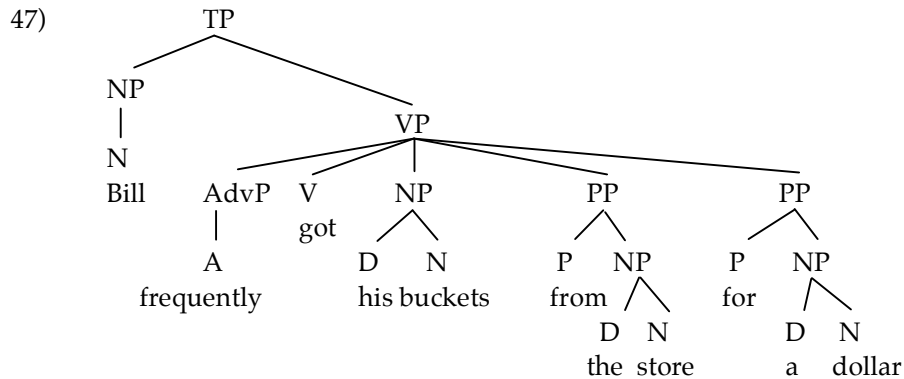 47) TP
NP
VP
N
Bill AdvP V NP PP PP
got
A D N P NP P NP
frequently his buckets from for
D N D N
the store a dollar